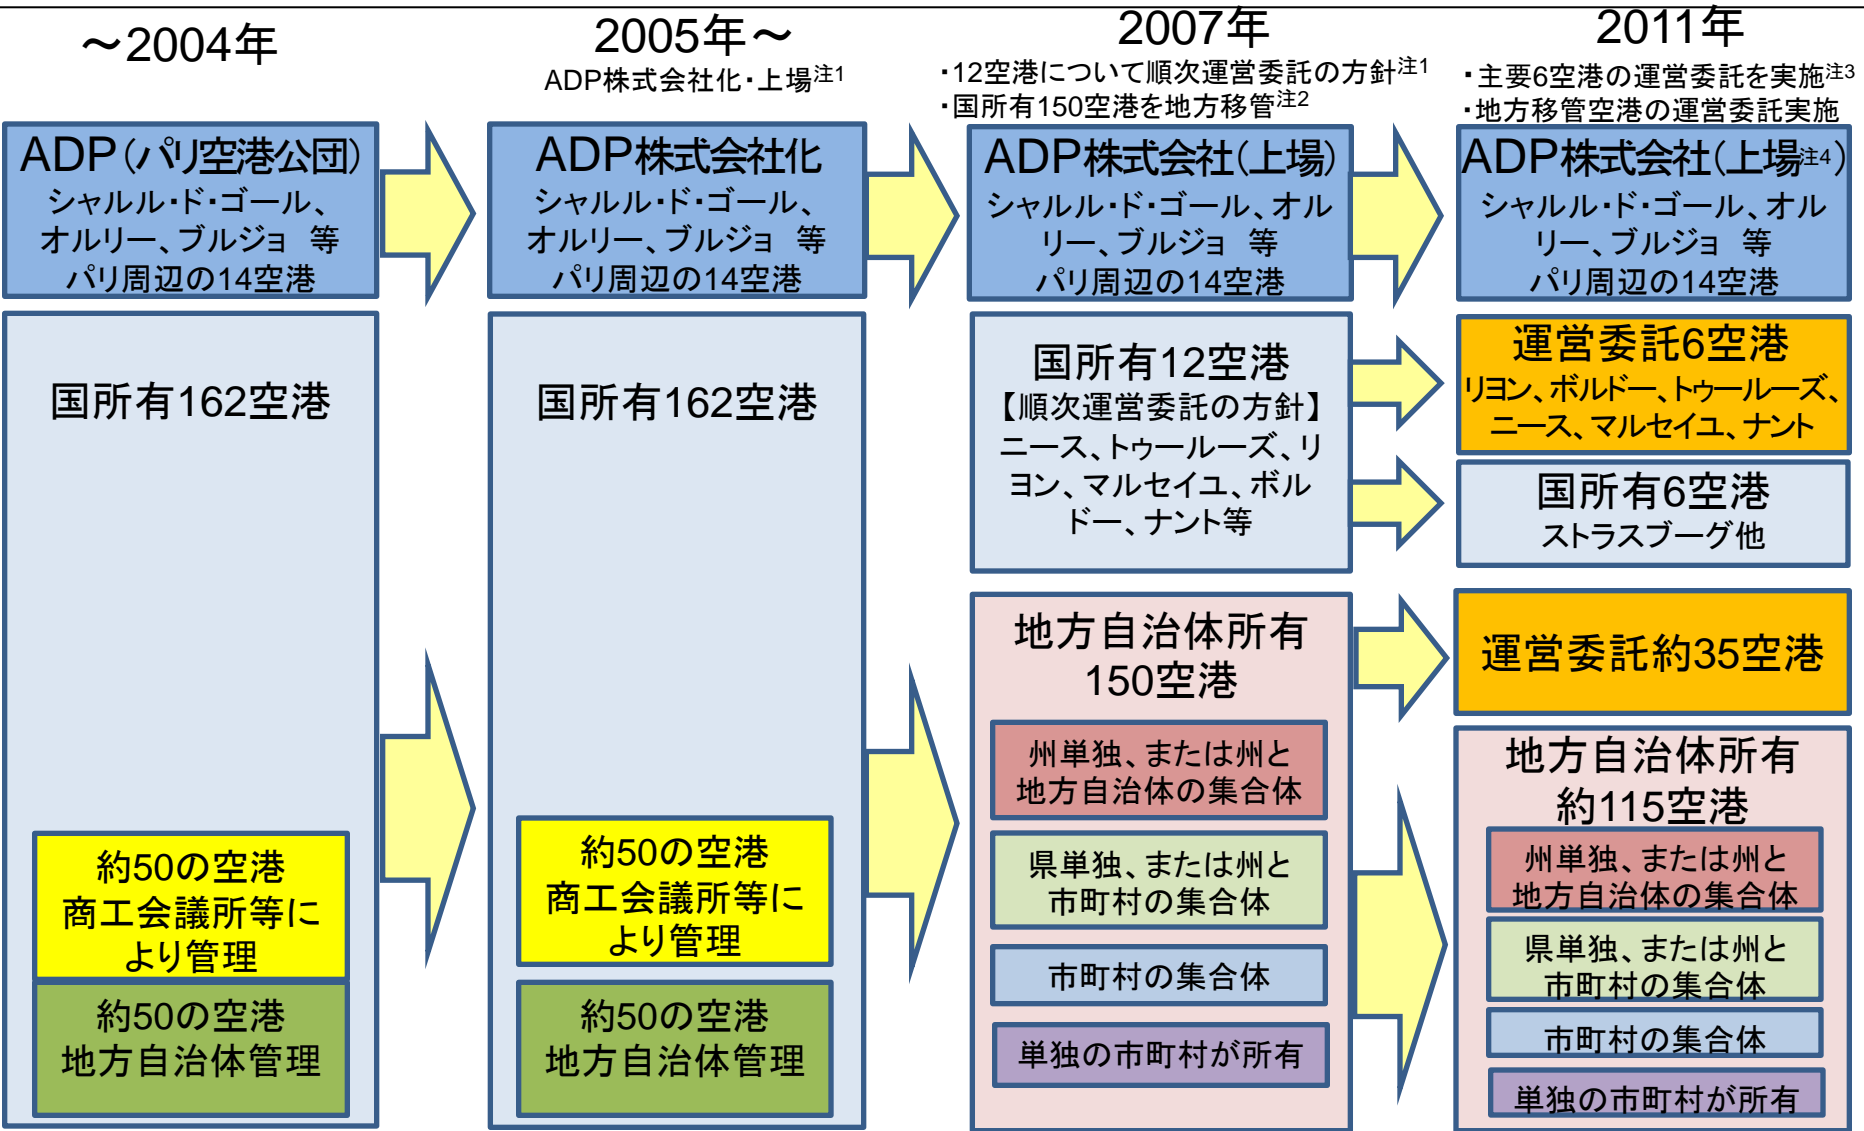 ～2004年
2005年～
ADP株式会社化・上場注1
2007年
・12空港について順次運営委託の方針注1
・国所有150空港を地方移管注2
2011年
・主要6空港の運営委託を実施注3
・地方移管空港の運営委託実施
ADP（パリ空港公団）
シャルル・ド・ゴール、
オルリー、ブルジョ 等
パリ周辺の14空港
ADP株式会社化
シャルル・ド・ゴール、
オルリー、ブルジョ 等
パリ周辺の14空港
ADP株式会社（上場）
シャルル・ド・ゴール、オル
リー、ブルジョ 等
パリ周辺の14空港
ADP株式会社（上場注4）
シャルル・ド・ゴール、オル
リー、ブルジョ 等
パリ周辺の14空港
国所有162空港
約50の空港
商工会議所等に
より管理
約50の空港
地方自治体管理
国所有162空港
約50の空港
商工会議所等に
より管理
約50の空港
地方自治体管理
国所有12空港
【順次運営委託の方針】
ニース、トゥールーズ、リ
ヨン、マルセイユ、ボル
ドー、ナント等
地方自治体所有
150空港
州単独、または州と
地方自治体の集合体
県単独、または州と
市町村の集合体
市町村の集合体
単独の市町村が所有
運営委託6空港
リヨン、ボルドー、トゥールーズ、
ニース、マルセイユ、ナント
国所有6空港
ストラスブーグ他
運営委託約35空港
地方自治体所有
約115空港
州単独、または州と
地方自治体の集合体
県単独、または州と
市町村の集合体
市町村の集合体
単独の市町村が所有